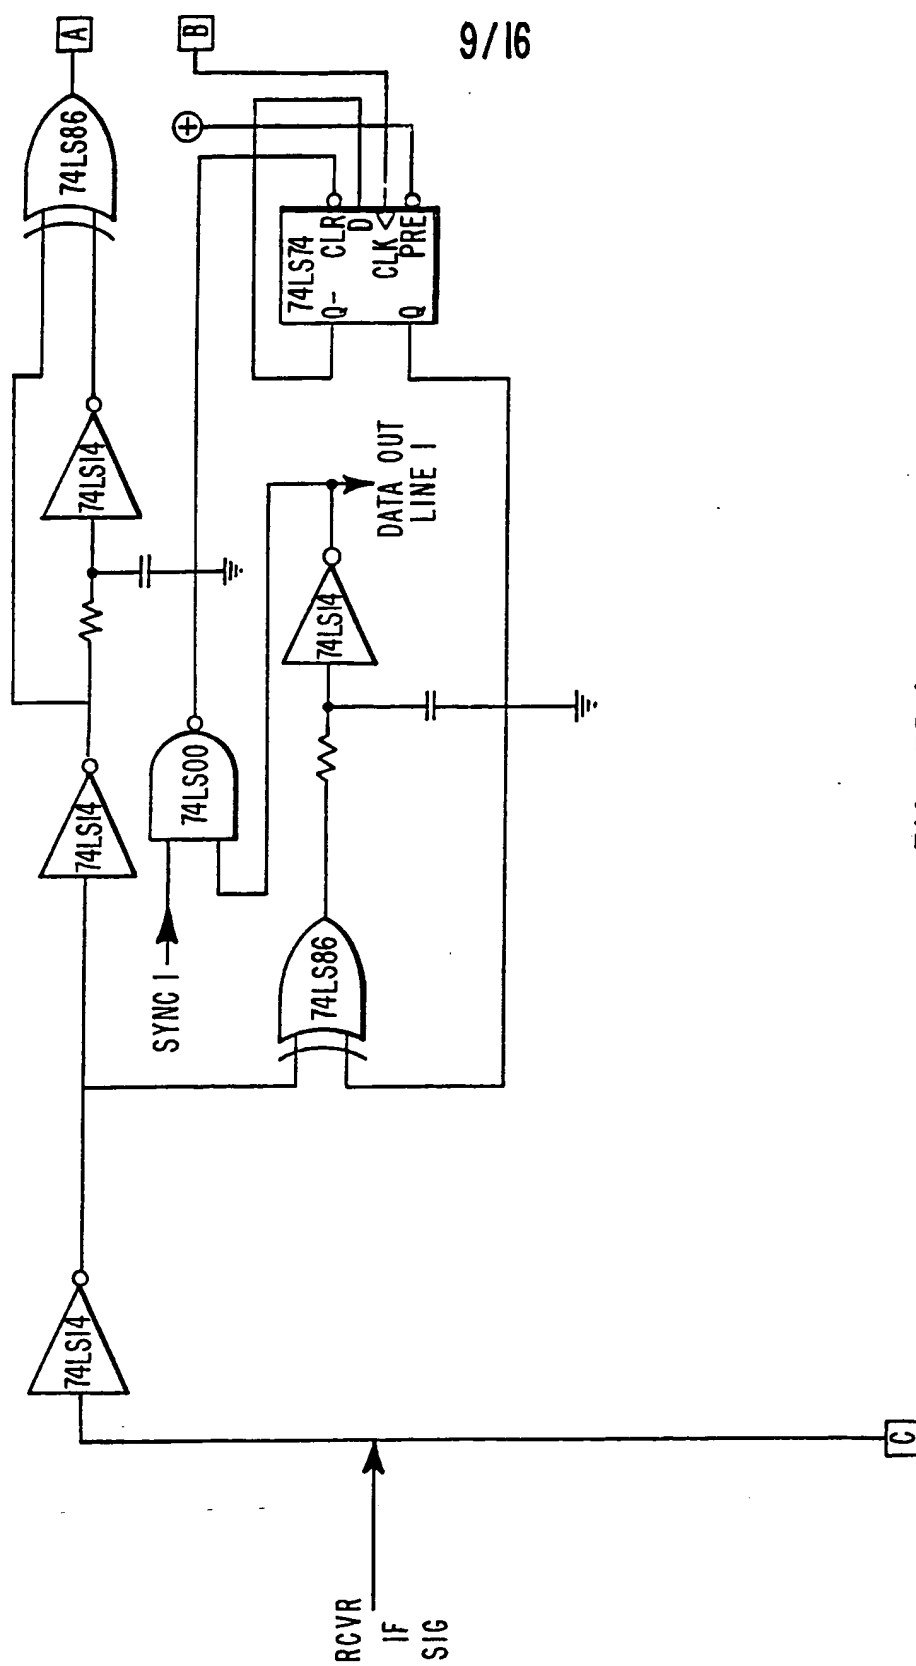 9/16
A
B
74LS86
74LS14
74LS14
74LS14
74LS74
CLR
D
CLK
PRE
Q-
Q
74LS00
SYNC 1
74LS86
74LS14
DATA OUT
LINE 1
RCVR
IF
SIG
C